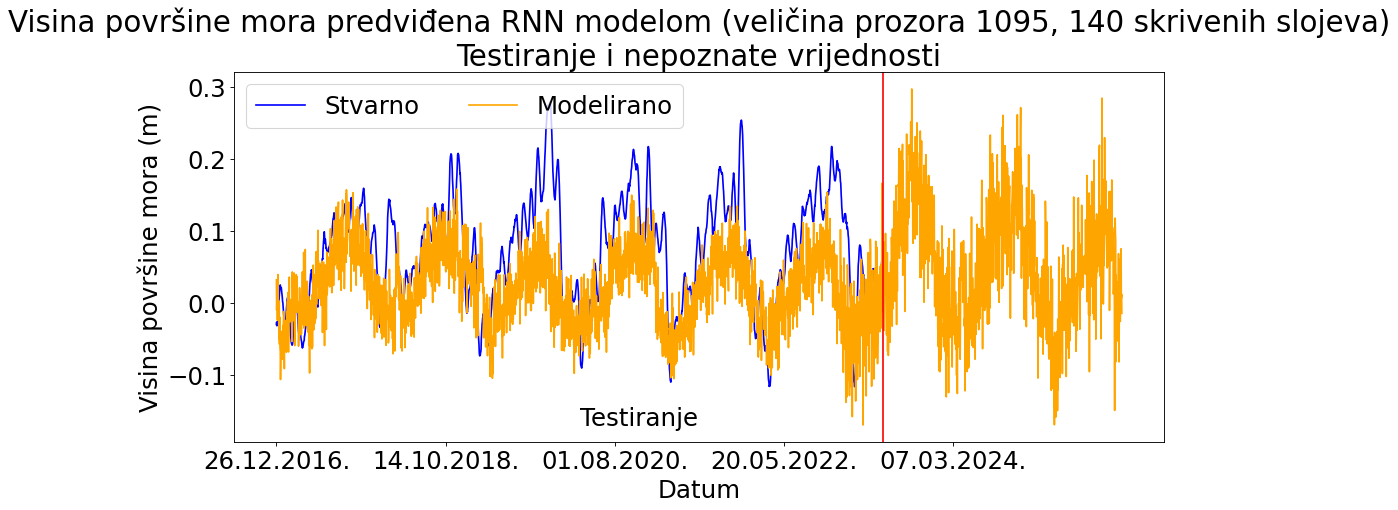 Visina površine mora predviđena RNN modelom (veličina prozora 1095, 140 skrivenih slojeva)
Testiranje i nepoznate vrijednosti
Stvarno Modelirano
Visina površine mora (m)
0.3
0.2
0.1
0.0
−0.1
Testiranje
26.12.2016. 14.10.2018. 01.08.2020. 20.05.2022. 07.03.2024.
Datum